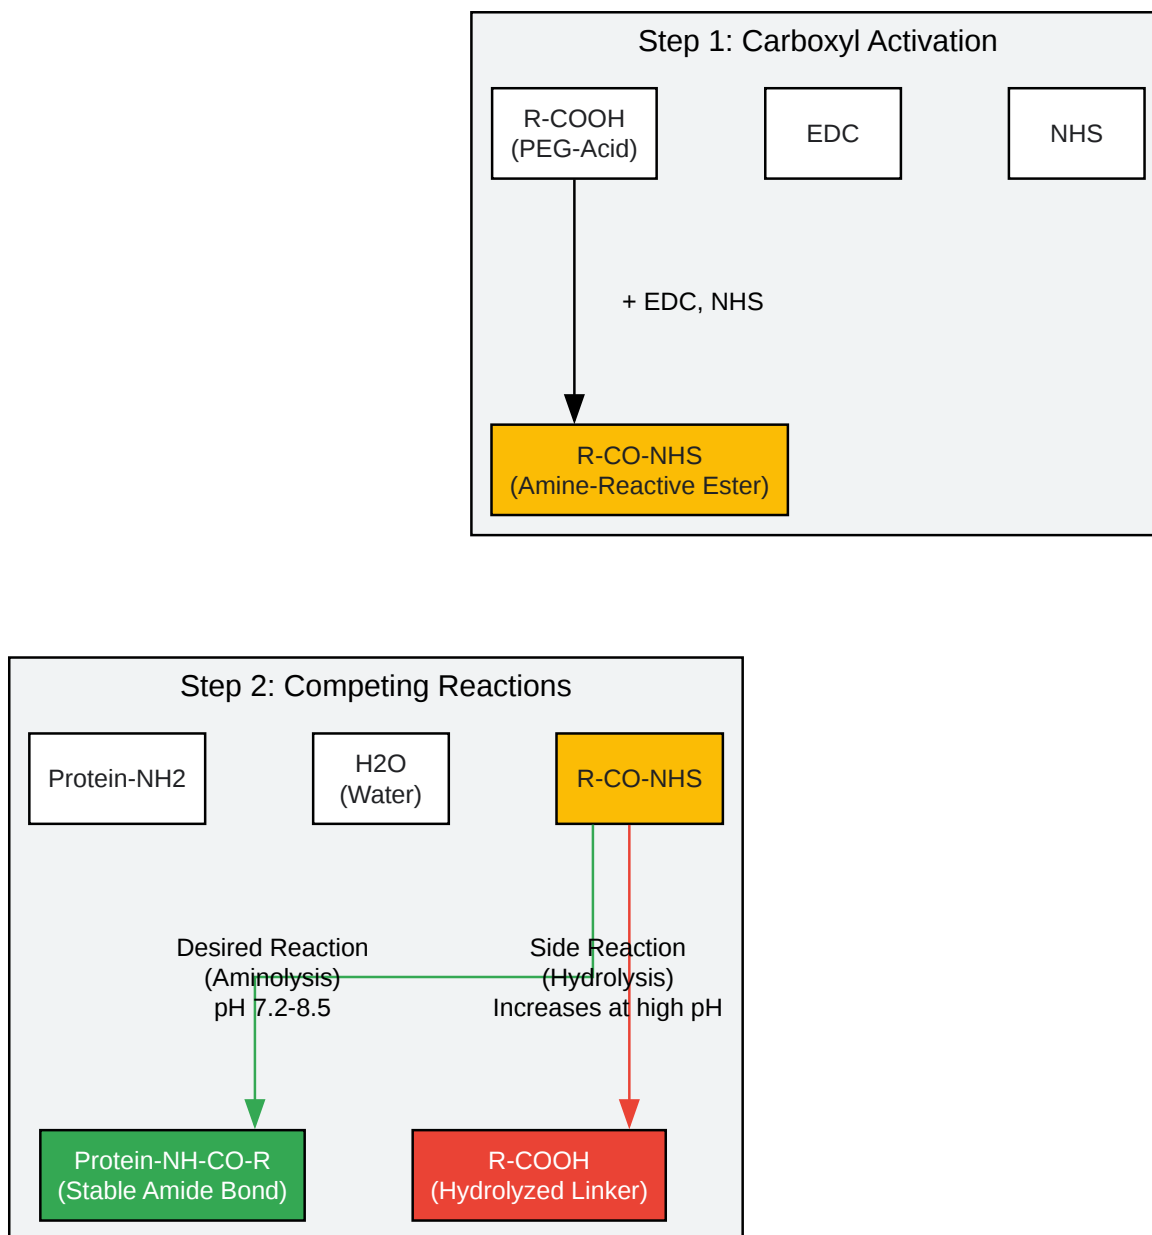 Step 1: Carboxyl Activation
R-COOH
(PEG-Acid)
EDC
NHS
+ EDC, NHS
R-CO-NHS
(Amine-Reactive Ester)
Step 2: Competing Reactions
Protein-NH2
H2O
(Water)
R-CO-NHS
Desired Reaction
(Aminolysis)
pH 7.2-8.5
Side Reaction
(Hydrolysis)
Increases at high pH
Protein-NH-CO-R
(Stable Amide Bond)
R-COOH
(Hydrolyzed Linker)